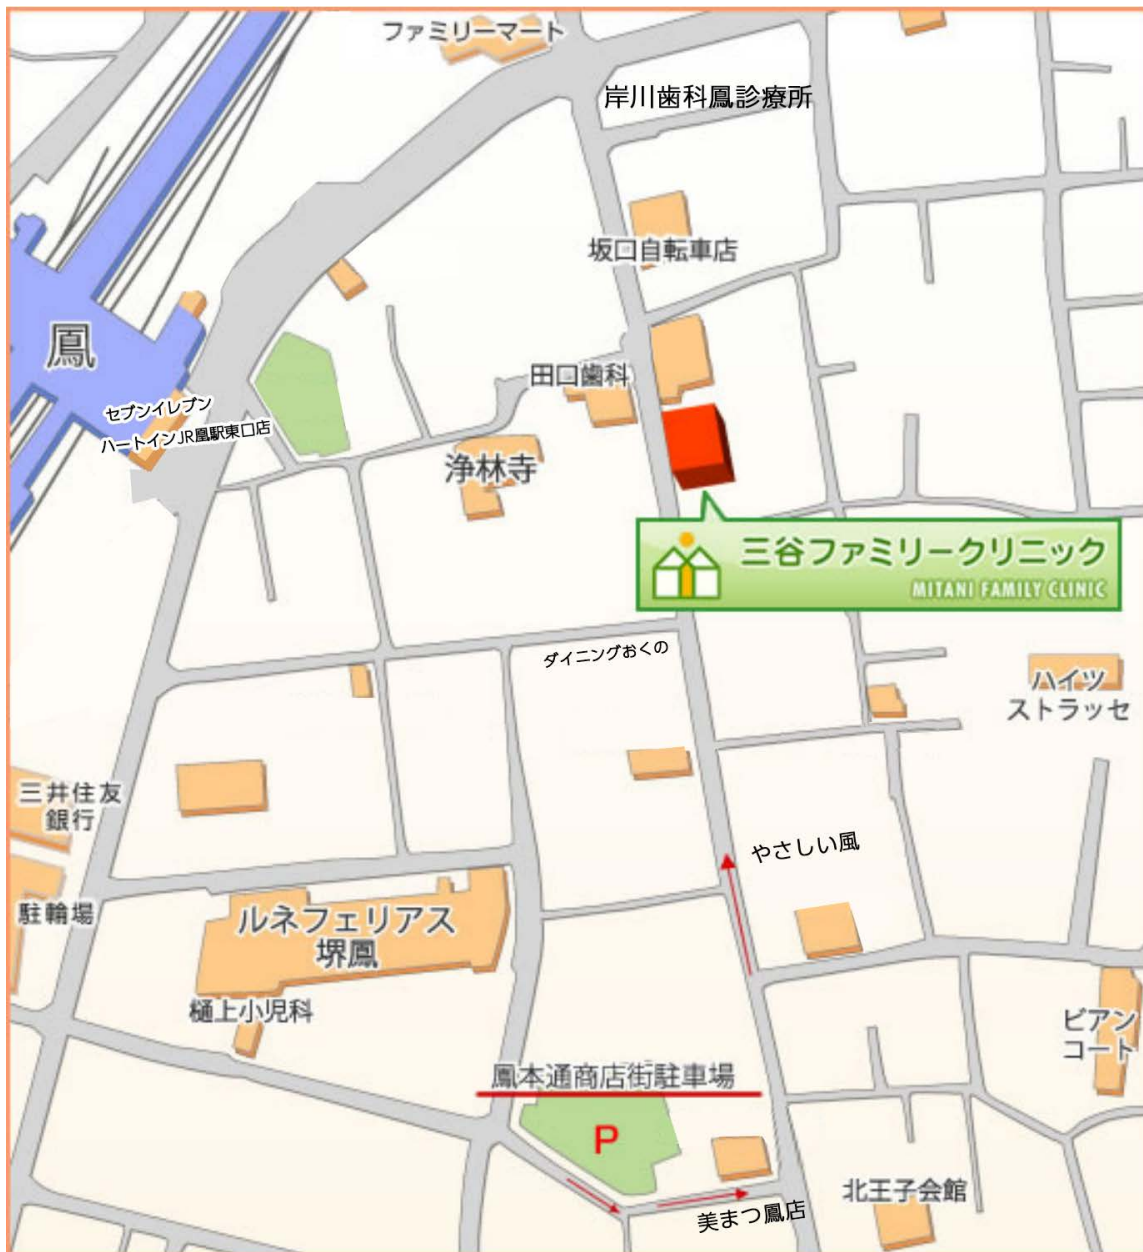 ファミリーマート
岸川歯科鳳診療所
坂口自転車店
鳳
田口歯科
セブンイレブン
ハートインJR凰駅東口店
浄林寺
三谷ファミリークリニック
MITANI FAMILY CLINIC
ダイニングおくの
ハイツ
ストラッセ
三井住友
銀行
やさしい風
駐輪場
ルネフェリアス
堺鳳
樋上小児科
ビアン
コート
鳳本通商店街駐車場
P
北王子会館
美まつ鳳店